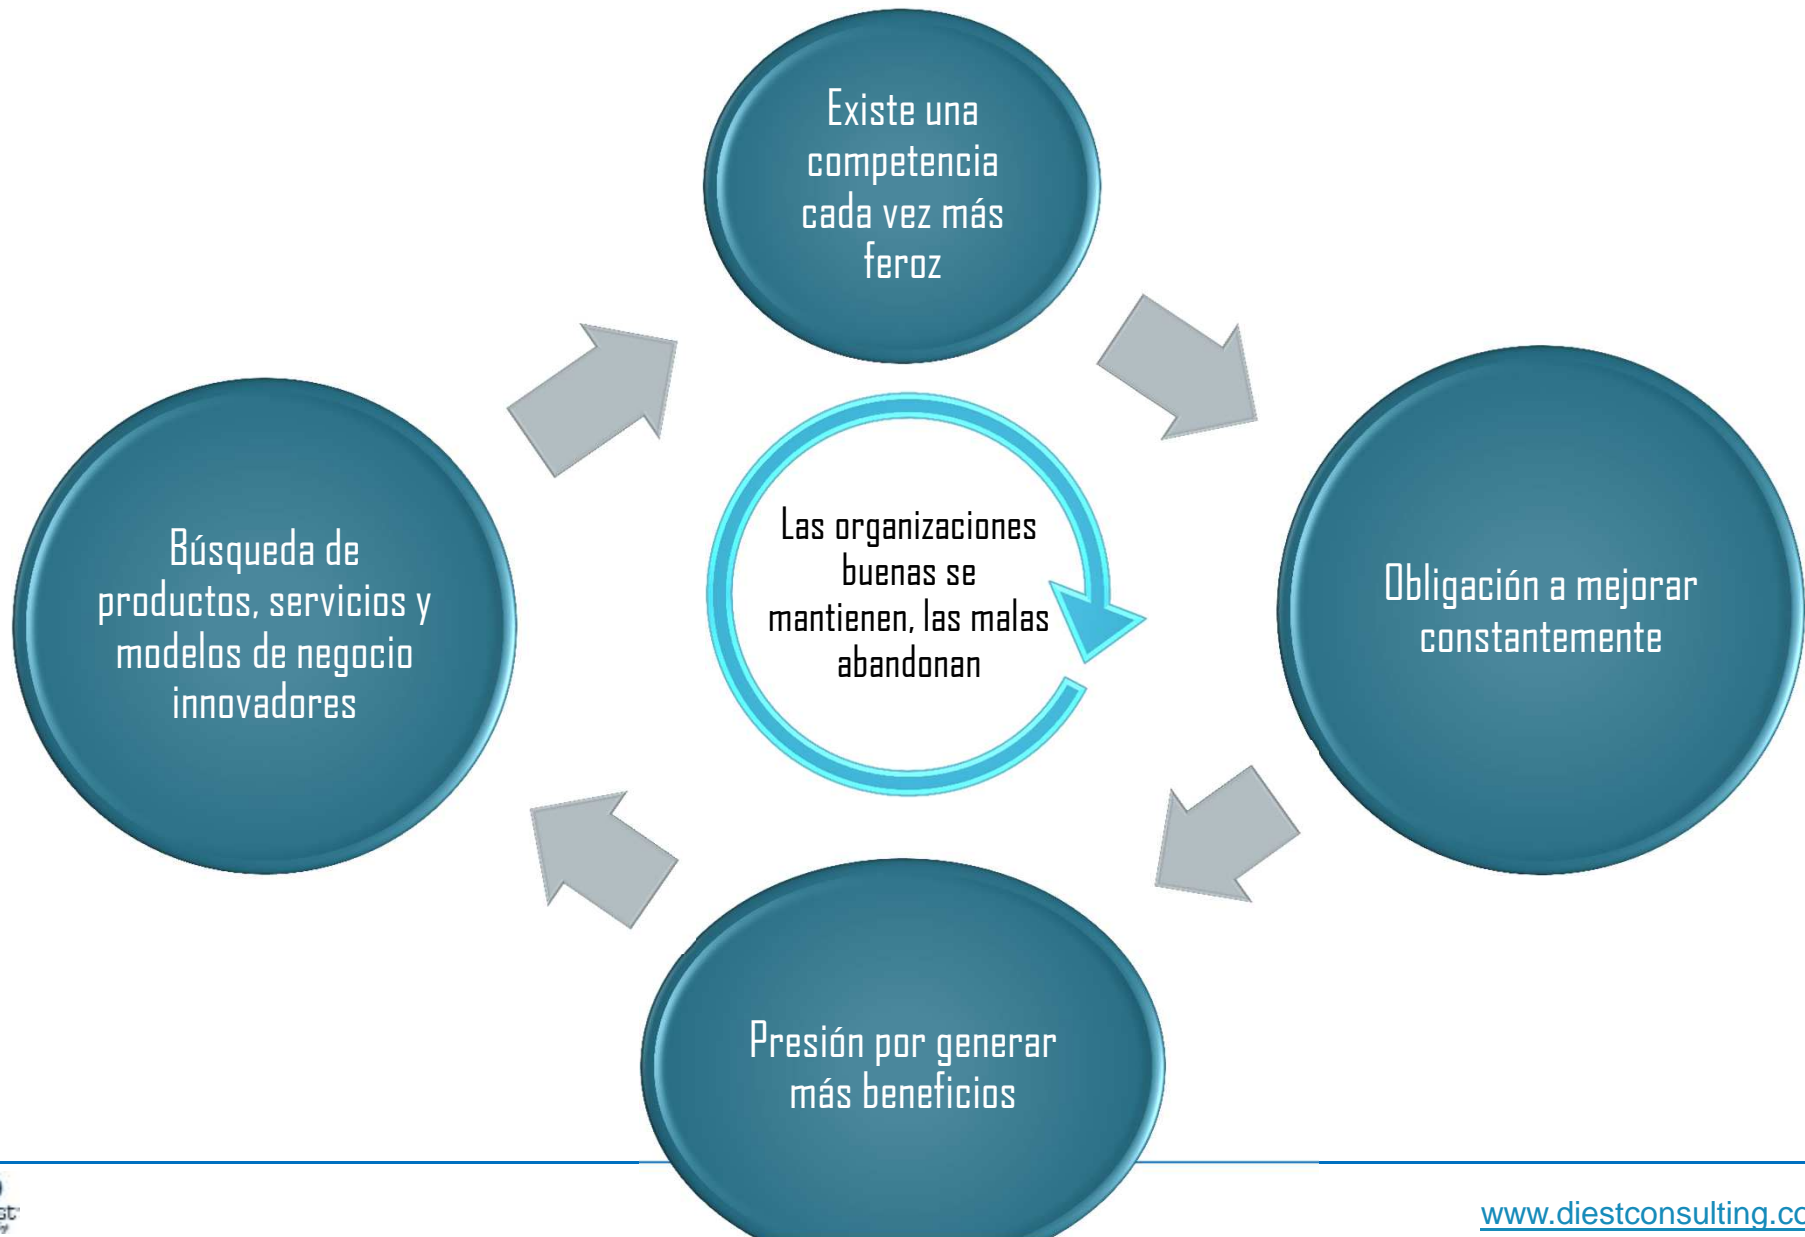 Existe una
competencia
cada vez más
feroz
Las organizaciones
buenas se
mantienen, las malas
abandonan
Búsqueda de
productos, servicios y
modelos de negocio
innovadores
Obligación a mejorar
constantemente
Presión por generar
más beneficios
www.diestconsulting.co